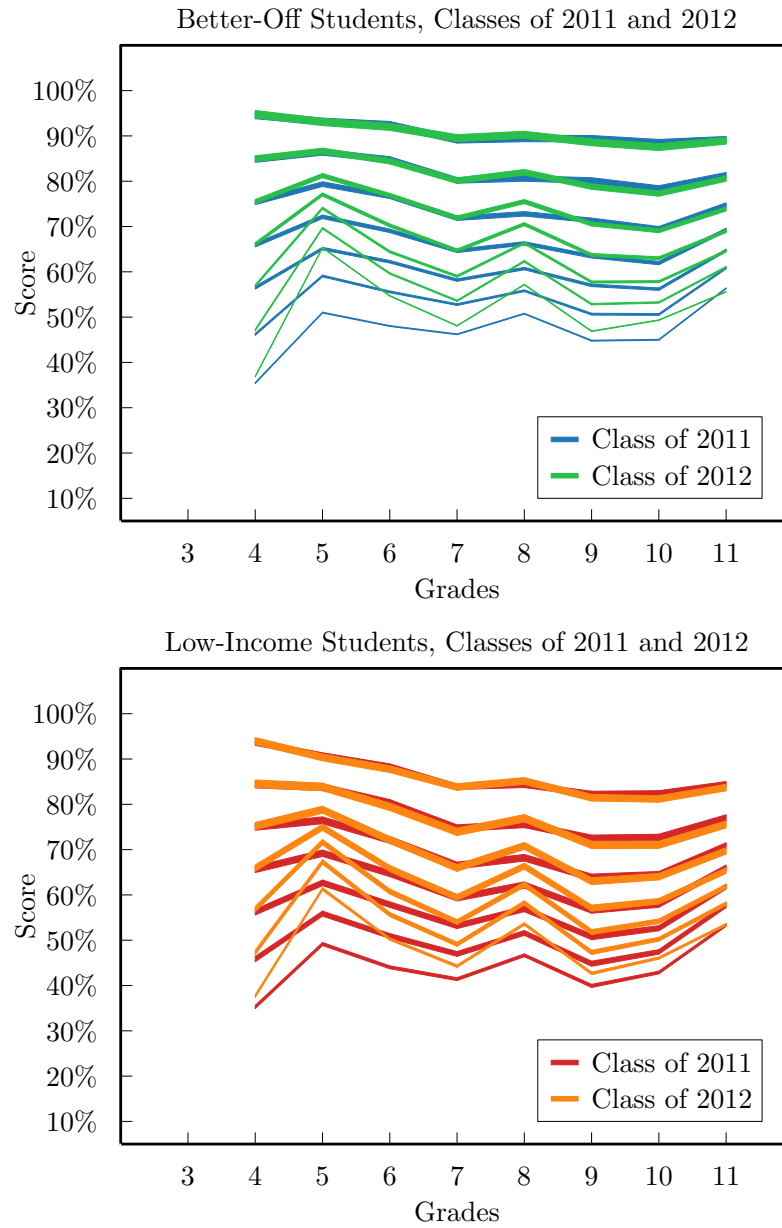 Better-Off Students, Classes of 2011 and 2012
100%
90%
80%
70%
60%
50%
40%
30%
20%
10%
Score
Class of 2011
Class of 2012
3 4 5 6 7 8 9 10 11
Grades
Low-Income Students, Classes of 2011 and 2012
100%
90%
80%
70%
60%
50%
40%
30%
20%
10%
Score
Class of 2011
Class of 2012
3 4 5 6 7 8 9 10 11
Grades